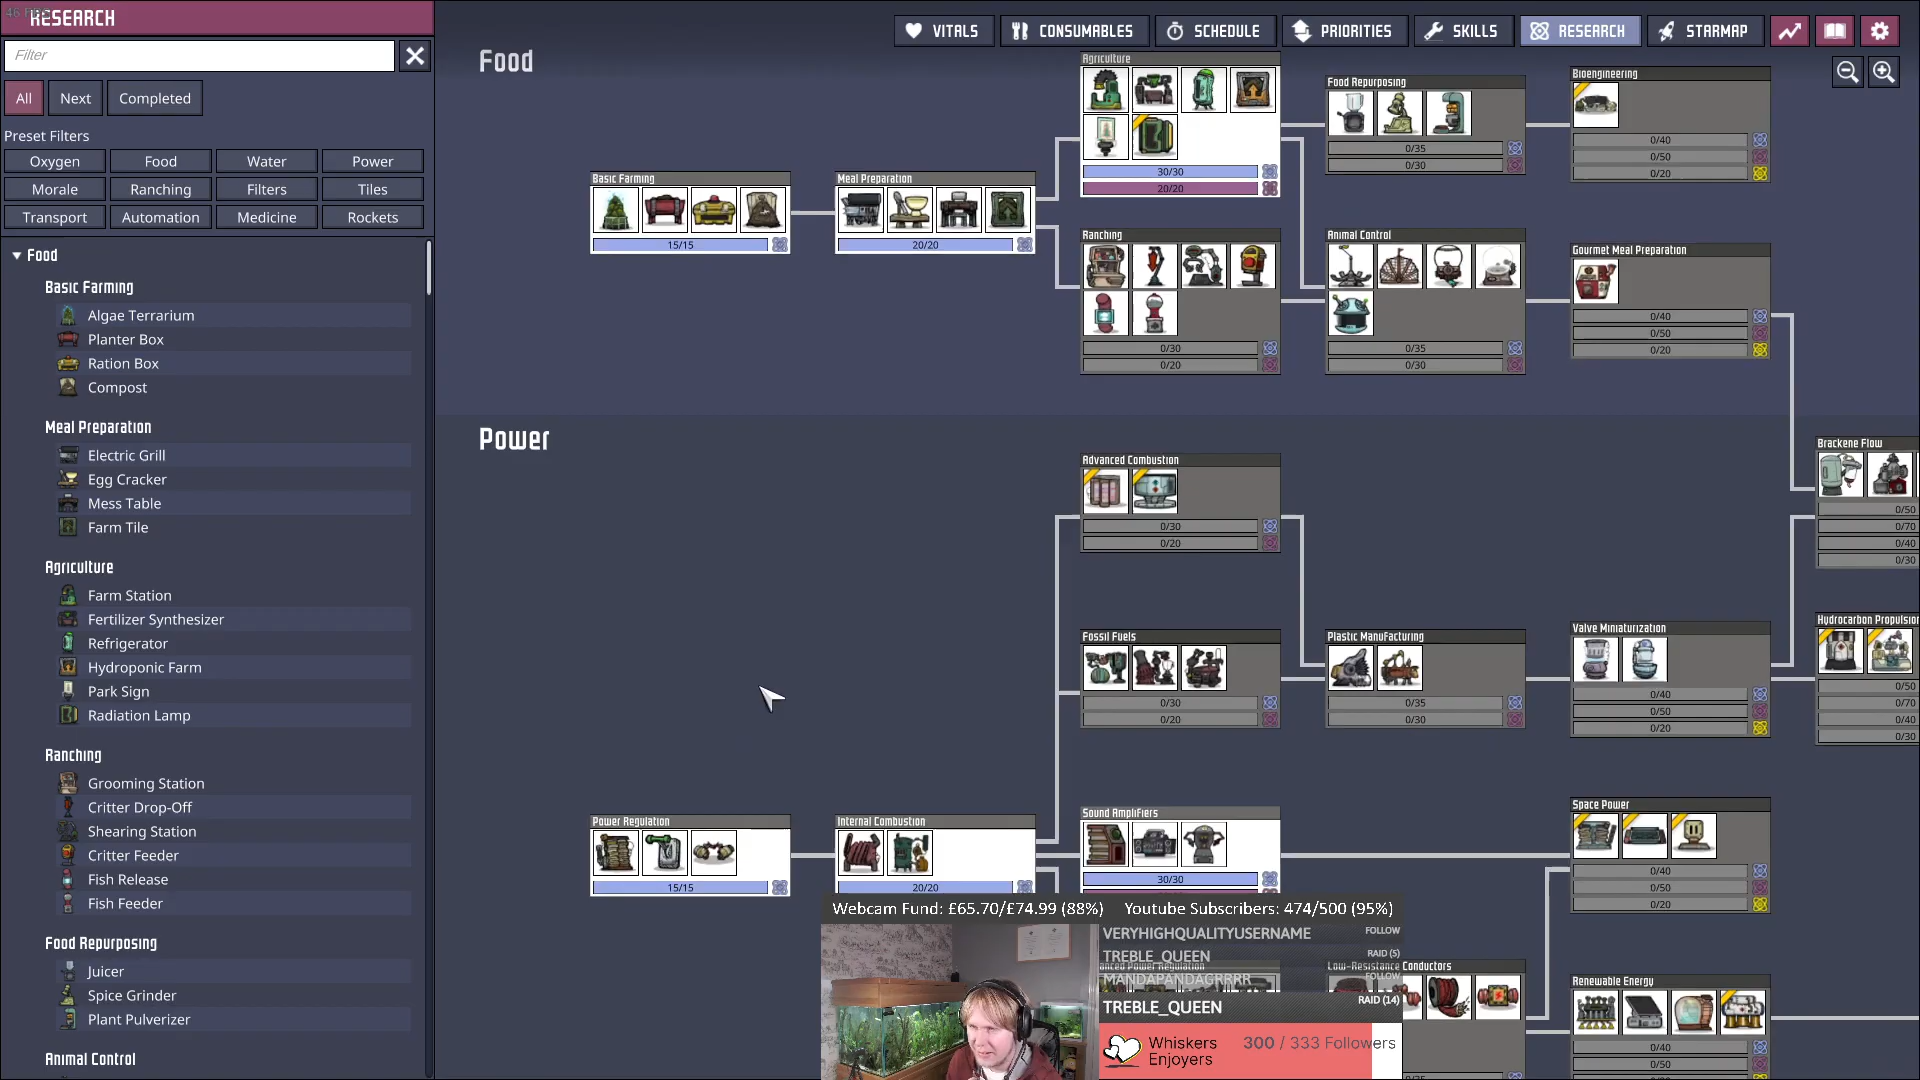 RESEARCH
Filter
All
Next
Completed
Preset Filters
Oxygen
Food
Water
Power
Morale
Ranching
Filters
Tiles
Transport
Automation
Medicine
Rockets
Food
Basic Farming
Algae Terrarium
Planter Box
Ration Box
Compost
Meal Preparation
Electric Grill
Egg Cracker
Mess Table
Farm Tile
Agriculture
Farm Station
Fertilizer Synthesizer
Refrigerator
Hydroponic Farm
Park Sign
Radiation Lamp
Ranching
Grooming Station
Critter Drop-Off
Shearing Station
Critter Feeder
Fish Release
Fish Feeder
Food Repurposing
Juicer
Spice Grinder
Plant Pulverizer
Animal Control
VITALS
CONSUMABLES
SCHEDULE
PRIORITIES
SKILLS
RESEARCH
STARMAP
Food
Basic Farming
15/15
Meal Preparation
20/20
Agriculture
30/30
20/20
Food Repurposing
0/35
0/30
Bioengineering
0/40
0/50
0/20
Ranching
0/30
0/20
Animal Control
0/35
0/30
Gourmet Meal Preparation
0/40
0/50
0/20
Power
Advanced Combustion
0/30
0/20
Brackene Flow
0/50
0/70
0/40
0/30
Fossil Fuels
0/30
0/20
Plastic Manufacturing
0/35
0/30
Valve Miniaturization
0/40
0/50
0/20
Hydrocarbon Propulsion
0/50
0/70
0/40
0/30
Power Regulation
15/15
Internal Combustion
20/20
Sound Amplifiers
30/30
Space Power
0/40
0/50
0/20
Webcam Fund: £65.70/£74.99 (88%)
Youtube Subscribers: 474/500 (95%)
VERYHIGHQUALITYUSERNAME FOLLOW
TREBLE_QUEEN RAID (5)
anced Power Regulation
Low-Resistance Conductors
MANDAPANDAGRRRR FOLLOW
TREBLE_QUEEN RAID (14)
Whiskers Enjoyers
300 / 333 Followers
Renewable Energy
0/40
0/50